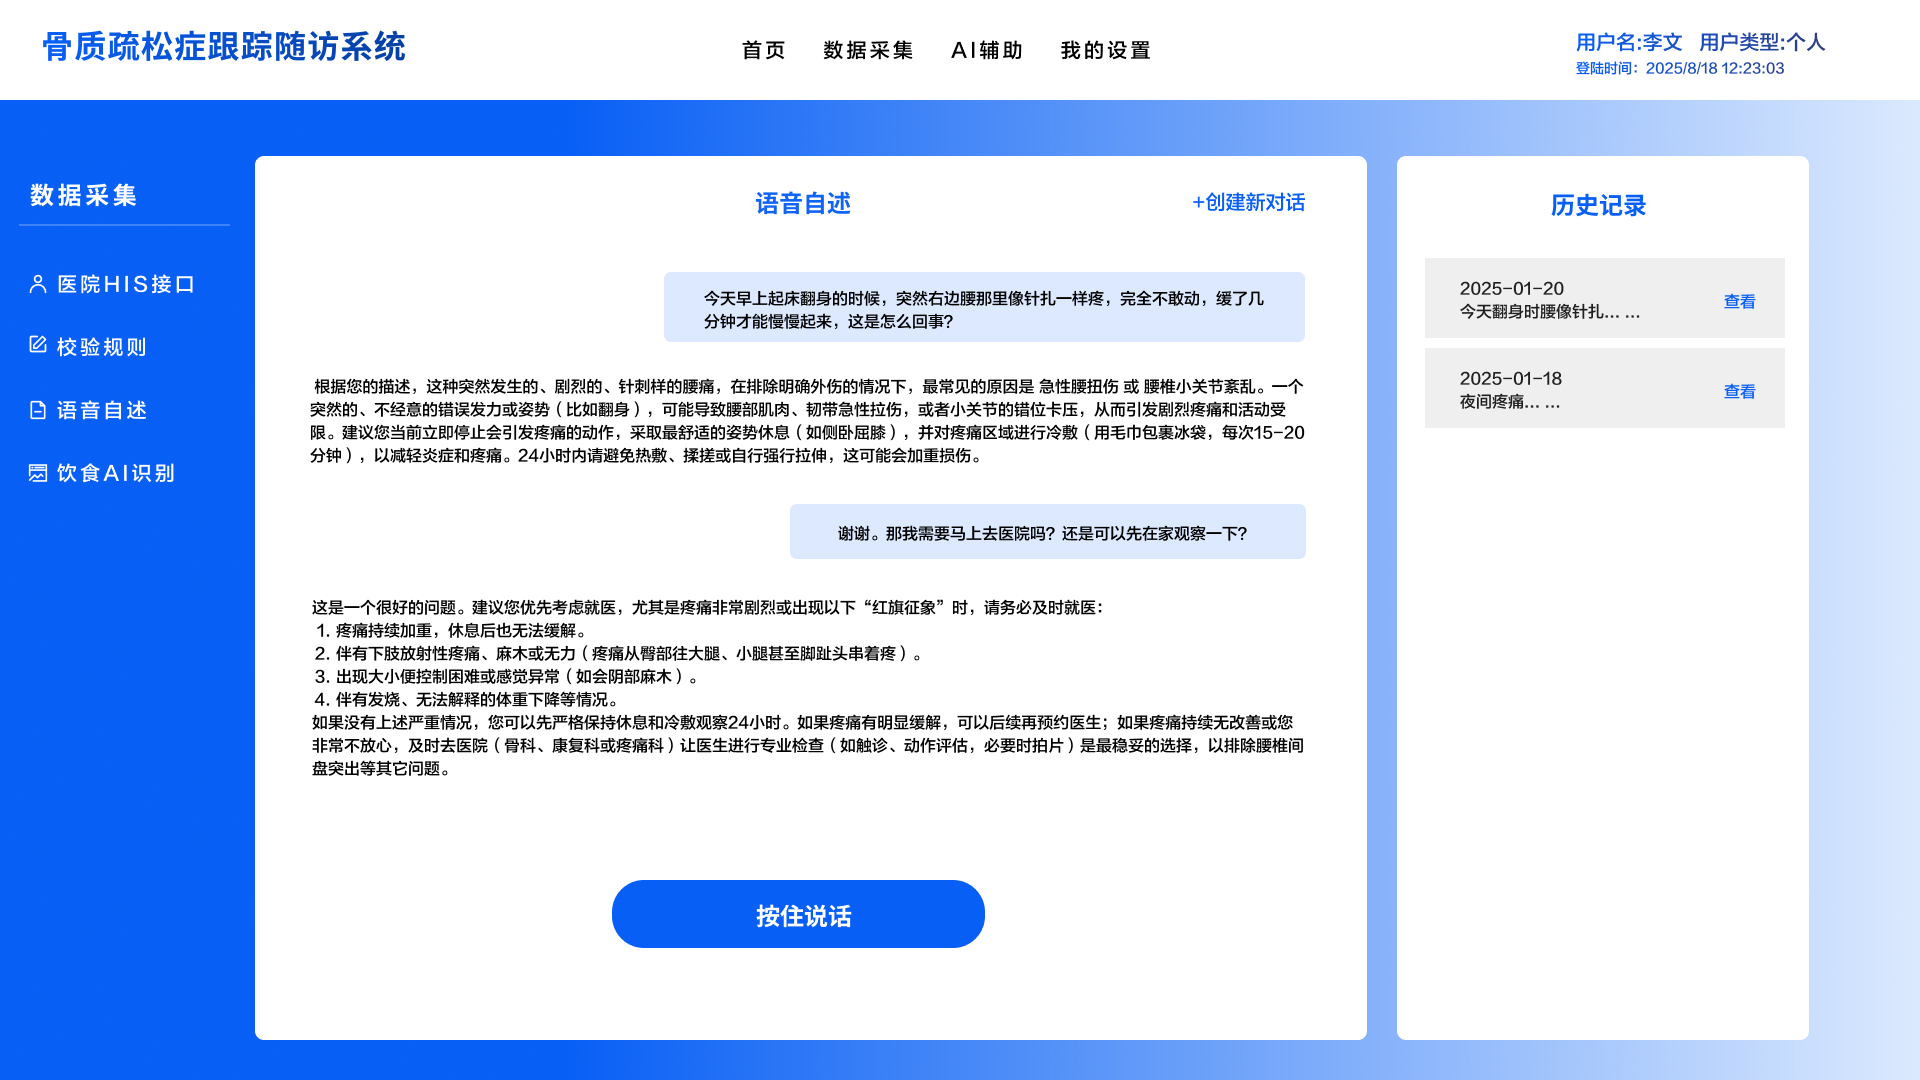 骨质疏松症跟踪随访系统
首页 数据采集 AI辅助 我的设置
用户名:李文 用户类型:个人
登陆时间：2025/8/18 12:23:03
数据采集
医院HIS接口
校验规则
语音自述
饮食AI识别
语音自述
+创建新对话
今天早上起床翻身的时候，突然右边腰那里像针扎一样疼，完全不敢动，缓了几
分钟才能慢慢起来，这是怎么回事？
根据您的描述，这种突然发生的、剧烈的、针刺样的腰痛，在排除明确外伤的情况下，最常见的原因是 急性腰扭伤 或 腰椎小关节紊乱。一个
突然的、不经意的错误发力或姿势（比如翻身），可能导致腰部肌肉、韧带急性拉伤，或者小关节的错位卡压，从而引发剧烈疼痛和活动受
限。建议您当前立即停止会引发疼痛的动作，采取最舒适的姿势休息（如侧卧屈膝），并对疼痛区域进行冷敷（用毛巾包裹冰袋，每次15-20
分钟），以减轻炎症和疼痛。24小时内请避免热敷、揉搓或自行强行拉伸，这可能会加重损伤。
谢谢。那我需要马上去医院吗？还是可以先在家观察一下？
这是一个很好的问题。建议您优先考虑就医，尤其是疼痛非常剧烈或出现以下“红旗征象”时，请务必及时就医：
1. 疼痛持续加重，休息后也无法缓解。
2. 伴有下肢放射性疼痛、麻木或无力（疼痛从臀部往大腿、小腿甚至脚趾头串着疼）。
3. 出现大小便控制困难或感觉异常（如会阴部麻木）。
4. 伴有发烧、无法解释的体重下降等情况。
如果没有上述严重情况，您可以先严格保持休息和冷敷观察24小时。如果疼痛有明显缓解，可以后续再预约医生；如果疼痛持续无改善或您
非常不放心，及时去医院（骨科、康复科或疼痛科）让医生进行专业检查（如触诊、动作评估，必要时拍片）是最稳妥的选择，以排除腰椎间
盘突出等其它问题。
按住说话
历史记录
2025-01-20
今天翻身时腰像针扎... ...
查看
2025-01-18
夜间疼痛... ...
查看